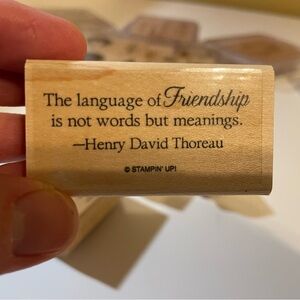 The language of Friendship
is not words but meanings.
—Henry David Thoreau
© STAMPIN' UP!